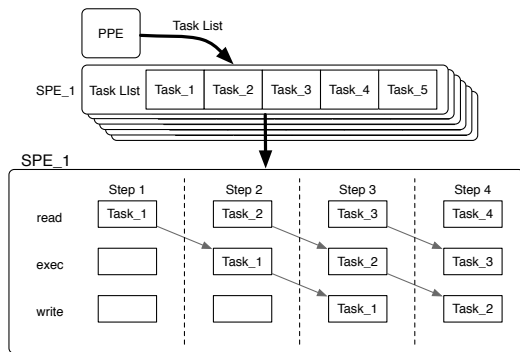 PPE
Task List
SPE_1
Task LIst
Task_1
Task_2
Task_3
Task_4
Task_5
SPE_1
Step 1
Step 2
Step 3
Step 4
read
Task_1
Task_2
Task_3
Task_4
exec
Task_1
Task_2
Task_3
write
Task_1
Task_2